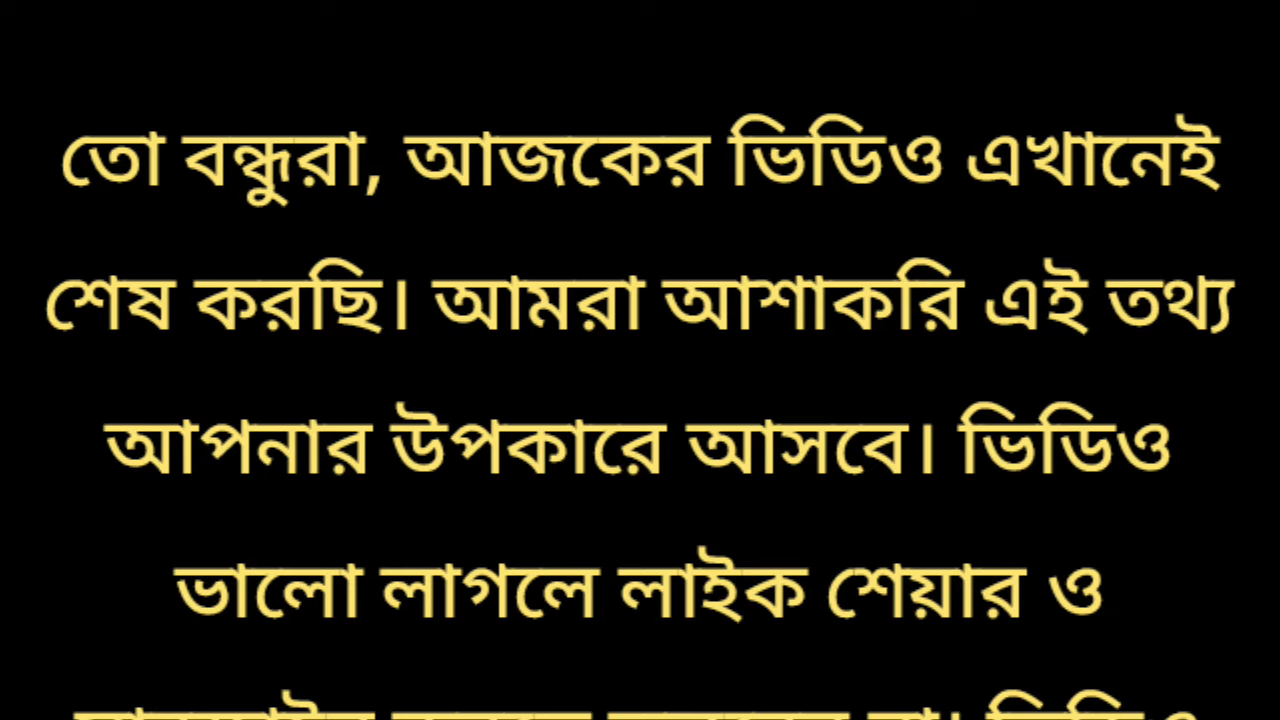 তো বন্ধুরা, আজকের ভিডিও এখানেই
শেষ করছি। আমরা আশাকরি এই তথ্য
আপনার উপকারে আসবে। ভিডিও
ভালো লাগলে লাইক শেয়ার ও